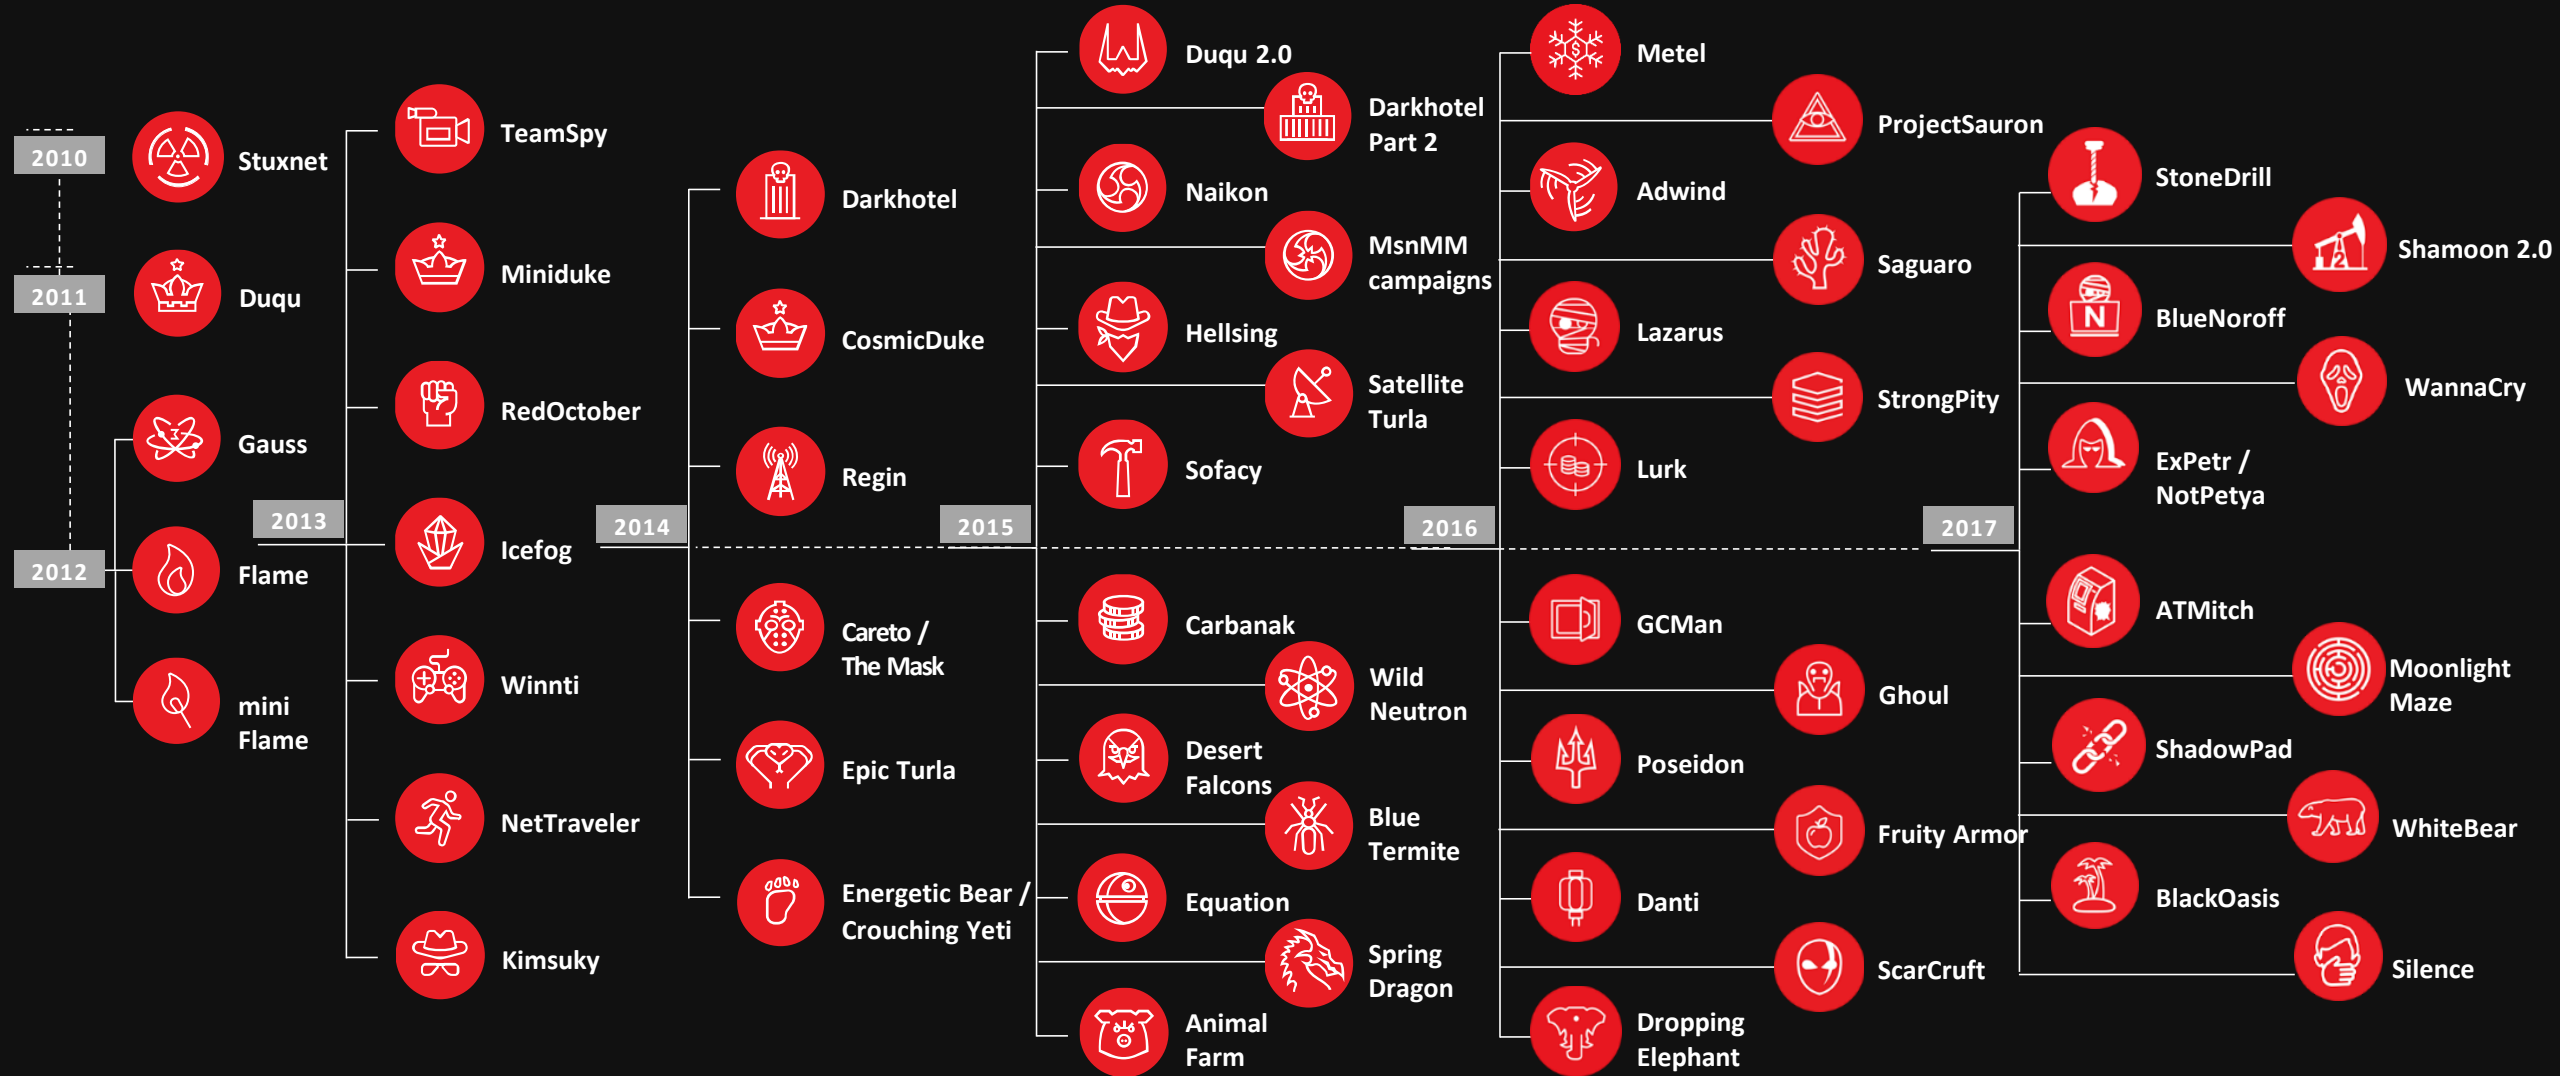 2010
Stuxnet
2011
Duqu
2012
Gauss
Flame
mini
Flame
2013
TeamSpy
Miniduke
RedOctober
Icefog
Winnti
NetTraveler
Kimsuky
2014
Darkhotel
CosmicDuke
Regin
Careto /
The Mask
Epic Turla
Energetic Bear /
Crouching Yeti
2015
Duqu 2.0
Darkhotel
Part 2
Naikon
MsnMM
campaigns
Hellsing
Satellite
Turla
Sofacy
Carbanak
Wild
Neutron
Desert
Falcons
Blue
Termite
Equation
Spring
Dragon
Animal
Farm
2016
Metel
$
ProjectSauron
Adwind
Saguaro
Lazarus
StrongPity
Lurk
GCMan
Ghoul
Poseidon
Fruity Armor
Danti
ScarCruft
Dropping
Elephant
2017
StoneDrill
Shamoon 2.0
2
BlueNoroff
N
WannaCry
ExPetr /
NotPetya
ATMitch
Moonlight
Maze
ShadowPad
WhiteBear
BlackOasis
Silence